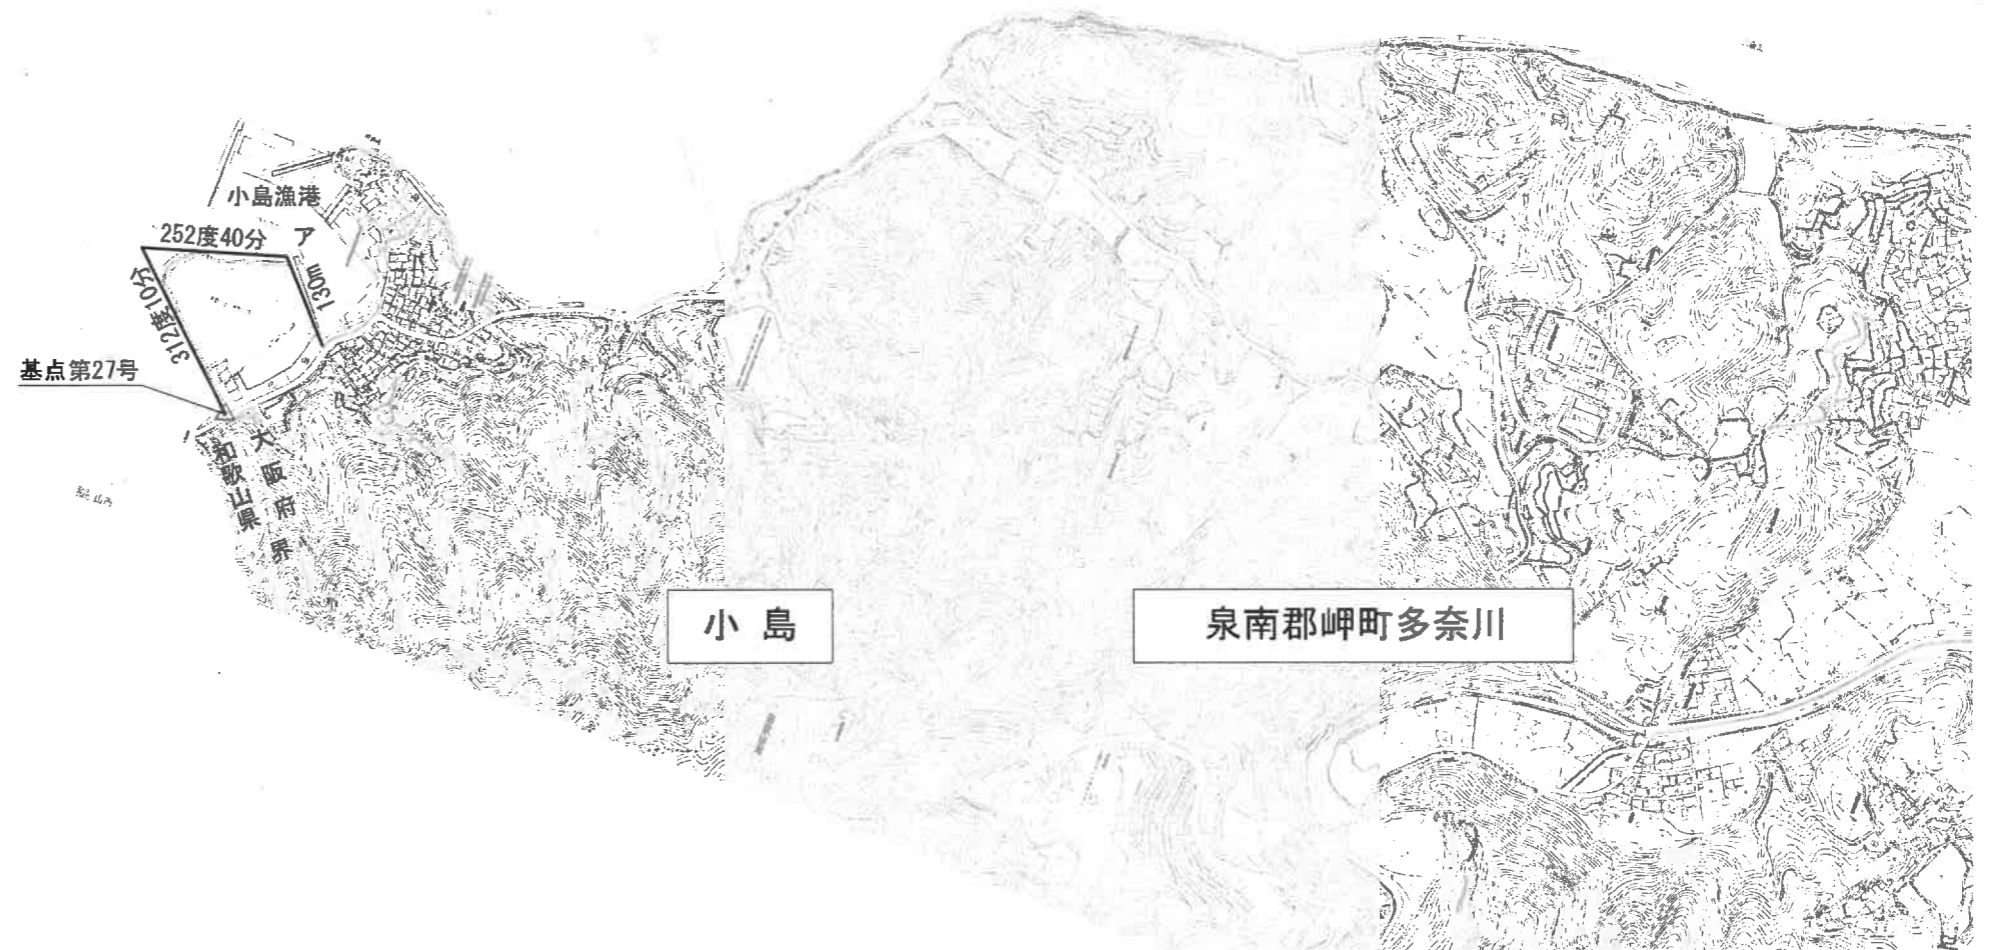 小島漁港
252度40分
ア
130m
312度10分
基点第27号
大阪府界
和歌山県
小島
泉南郡岬町多奈川